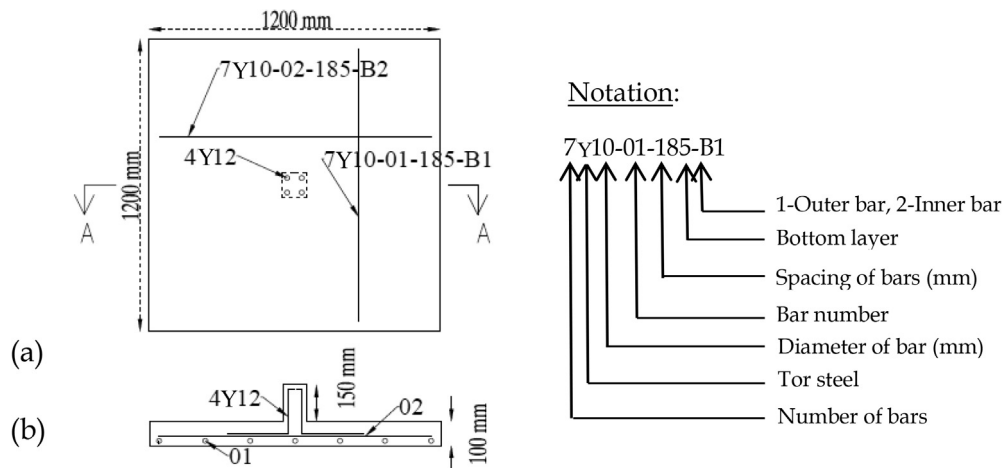 1200 mm
7Y10-02-185-B2
4Y12
7Y10-01-185-B1
1200 mm
A
A
(a)
4Y12
150 mm
02
(b)
01
100 mm
Notation:
7Y10-01-185-B1
1-Outer bar, 2-Inner bar
Bottom layer
Spacing of bars (mm)
Bar number
Diameter of bar (mm)
Tor steel
Number of bars